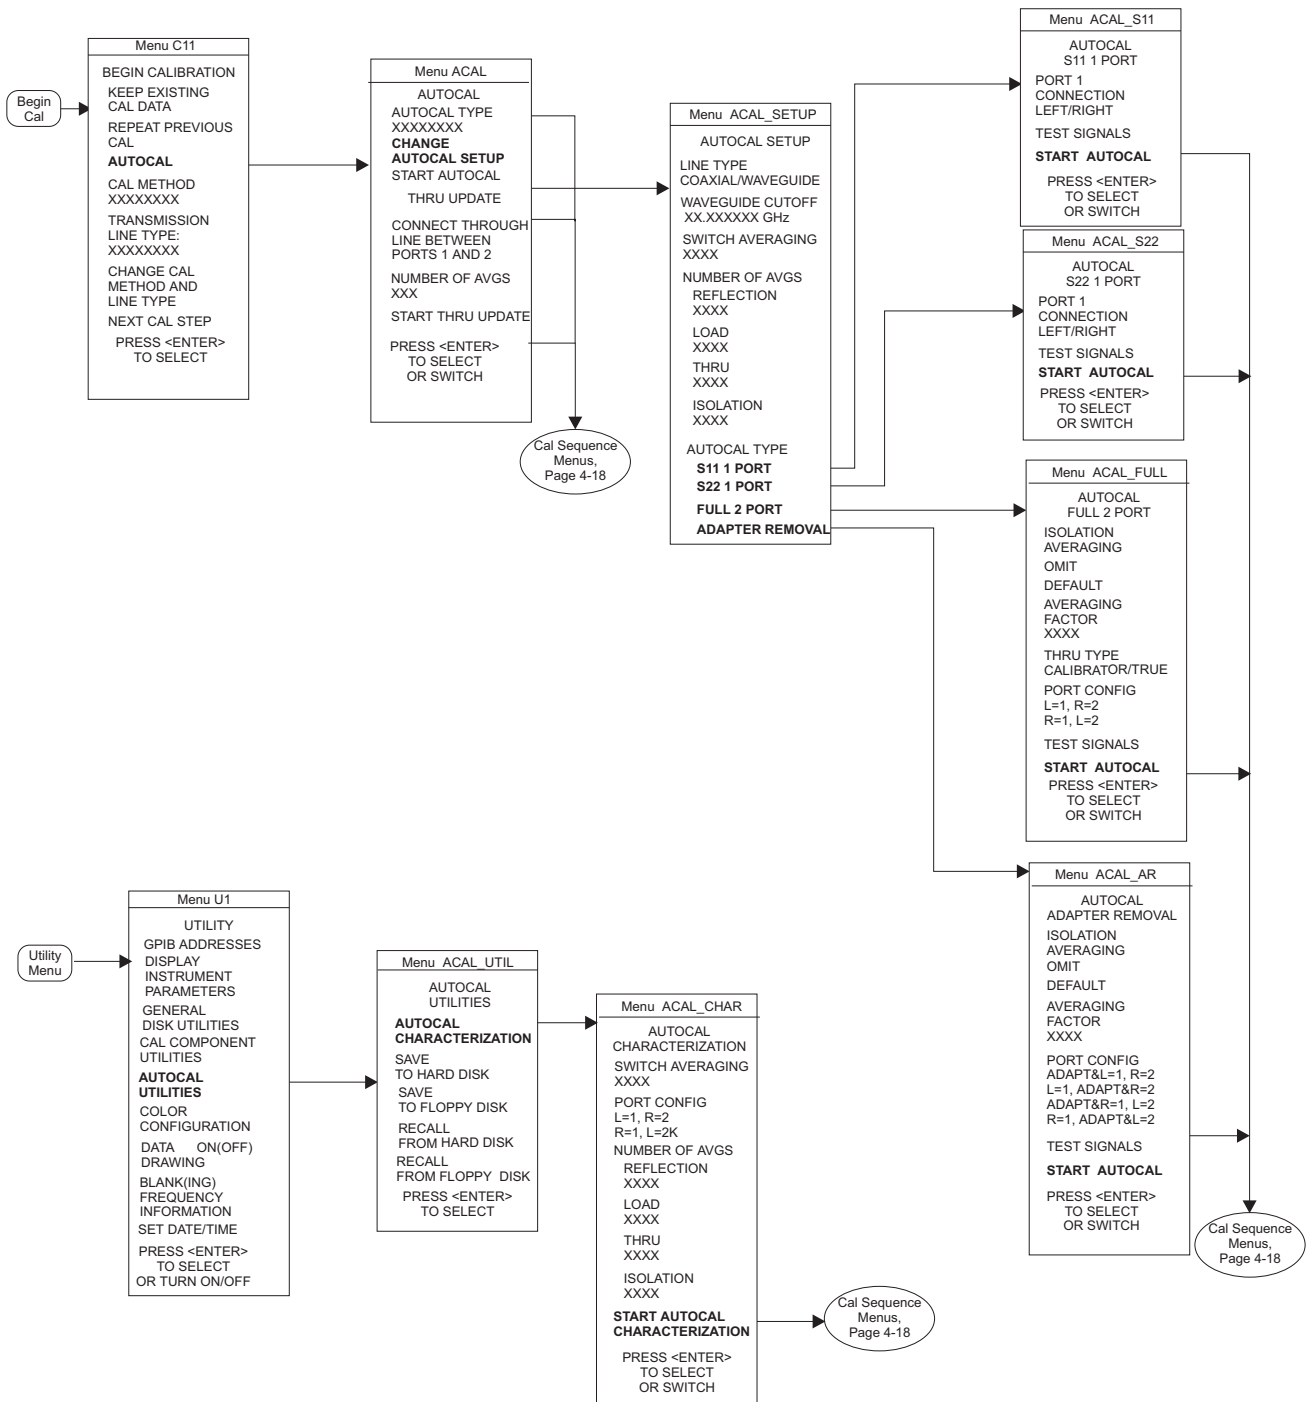 Begin
Cal
Menu C11
BEGIN CALIBRATION
KEEP EXISTING
CAL DATA
REPEAT PREVIOUS
CAL
AUTOCAL
CAL METHOD
XXXXXXXX
TRANSMISSION
LINE TYPE:
XXXXXXXX
CHANGE CAL
METHOD AND
LINE TYPE
NEXT CAL STEP
PRESS <ENTER>
TO SELECT
Menu ACAL
AUTOCAL
AUTOCAL TYPE
XXXXXXXX
CHANGE
AUTOCAL SETUP
START AUTOCAL
THRU UPDATE
CONNECT THROUGH
LINE BETWEEN
PORTS 1 AND 2
NUMBER OF AVGS
XXX
START THRU UPDATE
PRESS <ENTER>
TO SELECT
OR SWITCH
Cal Sequence
Menus,
Page 4-18
Menu ACAL_SETUP
AUTOCAL SETUP
LINE TYPE
COAXIAL/WAVEGUIDE
WAVEGUIDE CUTOFF
XX.XXXXXX GHz
SWITCH AVERAGING
XXXX
NUMBER OF AVGS
REFLECTION
XXXX
LOAD
XXXX
THRU
XXXX
ISOLATION
XXXX
AUTOCAL TYPE
S11 1 PORT
S22 1 PORT
FULL 2 PORT
ADAPTER REMOVAL
Menu ACAL_S11
AUTOCAL
S11 1 PORT
PORT 1
CONNECTION
LEFT/RIGHT
TEST SIGNALS
START AUTOCAL
PRESS <ENTER>
TO SELECT
OR SWITCH
Menu ACAL_S22
AUTOCAL
S22 1 PORT
PORT 1
CONNECTION
LEFT/RIGHT
TEST SIGNALS
START AUTOCAL
PRESS <ENTER>
TO SELECT
OR SWITCH
Menu ACAL_FULL
AUTOCAL
FULL 2 PORT
ISOLATION
AVERAGING
OMIT
DEFAULT
AVERAGING
FACTOR
XXXX
THRU TYPE
CALIBRATOR/TRUE
PORT CONFIG
L=1, R=2
R=1, L=2
TEST SIGNALS
START AUTOCAL
PRESS <ENTER>
TO SELECT
OR SWITCH
Menu ACAL_AR
AUTOCAL
ADAPTER REMOVAL
ISOLATION
AVERAGING
OMIT
DEFAULT
AVERAGING
FACTOR
XXXX
PORT CONFIG
ADAPT&L=1, R=2
L=1, ADAPT&R=2
ADAPT&R=1, L=2
R=1, ADAPT&L=2
TEST SIGNALS
START AUTOCAL
PRESS <ENTER>
TO SELECT
OR SWITCH
Cal Sequence
Menus,
Page 4-18
Utility
Menu
Menu U1
UTILITY
GPIB ADDRESSES
DISPLAY
INSTRUMENT
PARAMETERS
GENERAL
DISK UTILITIES
CAL COMPONENT
UTILITIES
AUTOCAL
UTILITIES
COLOR
CONFIGURATION
DATA ON(OFF)
DRAWING
BLANK(ING)
FREQUENCY
INFORMATION
SET DATE/TIME
PRESS <ENTER>
TO SELECT
OR TURN ON/OFF
Menu ACAL_UTIL
AUTOCAL
UTILITIES
AUTOCAL
CHARACTERIZATION
SAVE
TO HARD DISK
SAVE
TO FLOPPY DISK
RECALL
FROM HARD DISK
RECALL
FROM FLOPPY DISK
PRESS <ENTER>
TO SELECT
Menu ACAL_CHAR
AUTOCAL
CHARACTERIZATION
SWITCH AVERAGING
XXXX
PORT CONFIG
L=1, R=2
R=1, L=2K
NUMBER OF AVGS
REFLECTION
XXXX
LOAD
XXXX
THRU
XXXX
ISOLATION
XXXX
START AUTOCAL
CHARACTERIZATION
PRESS <ENTER>
TO SELECT
OR SWITCH
Cal Sequence
Menus,
Page 4-18